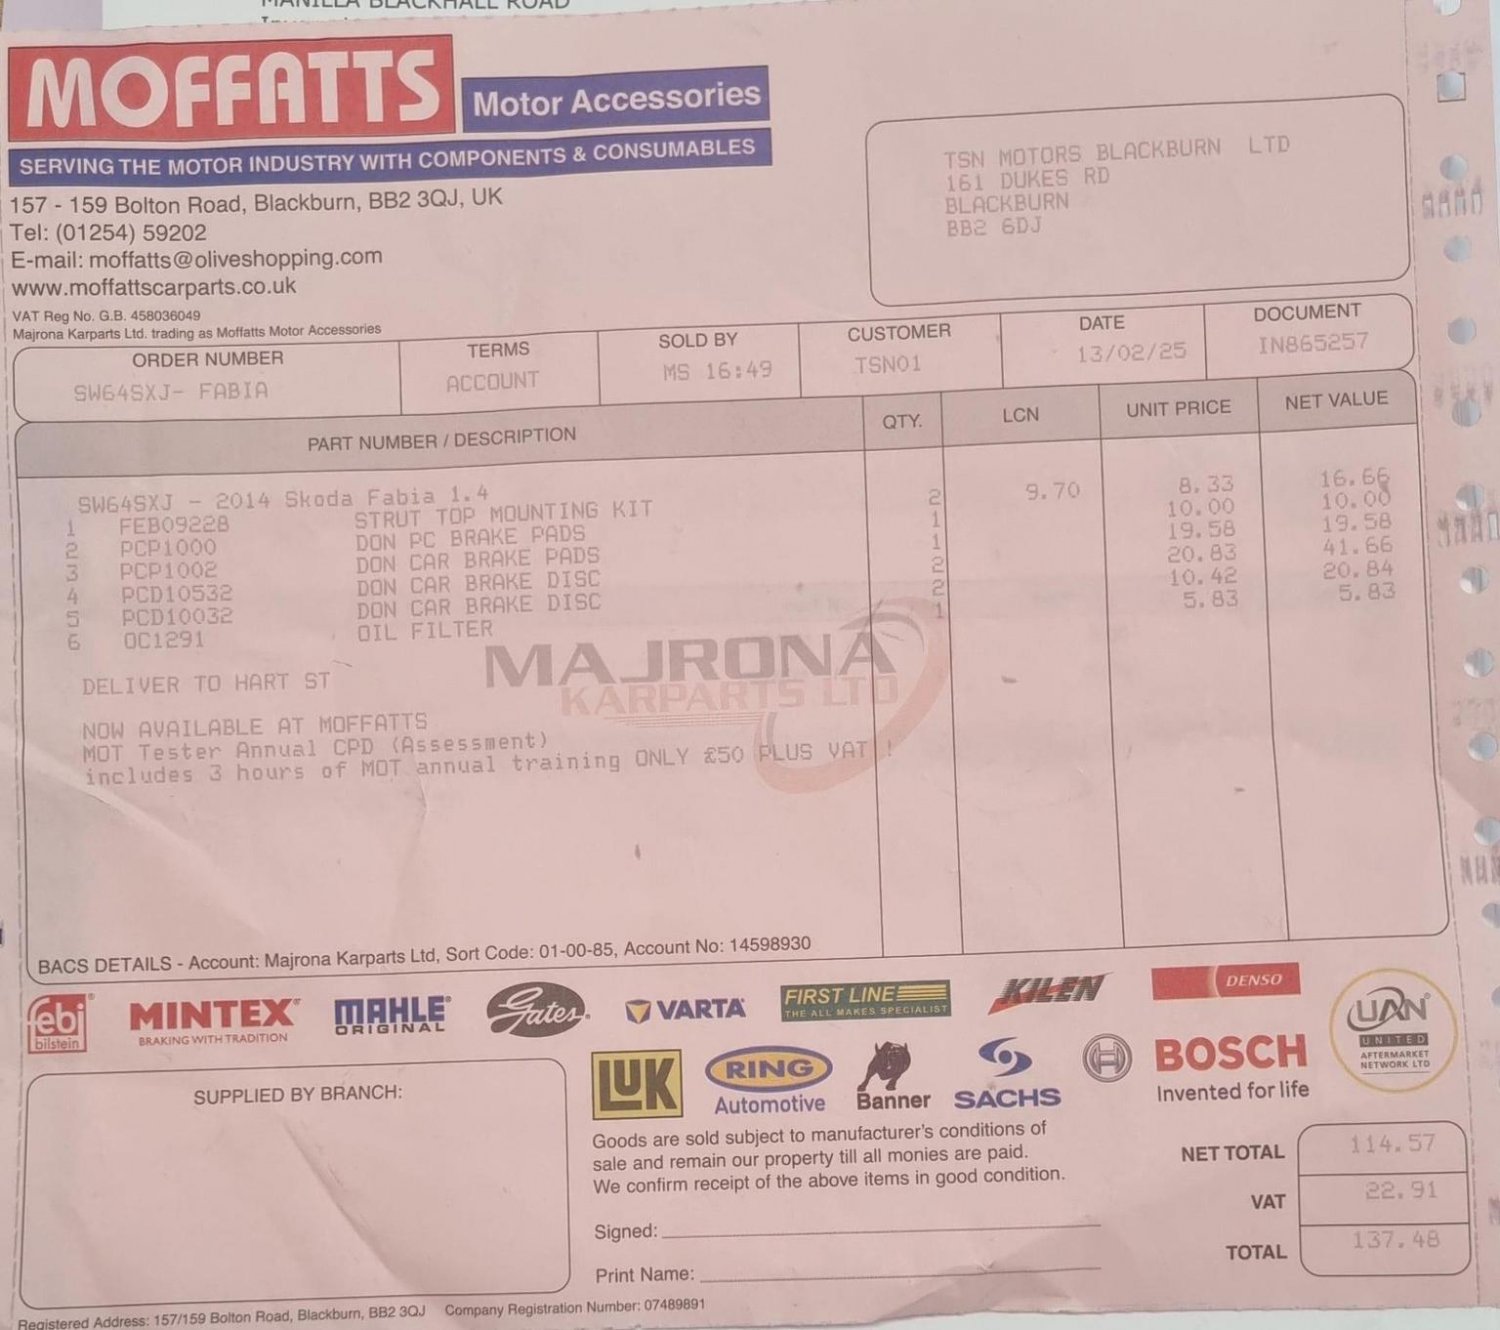 MANILLA BLACKHALL ROAD
MOFFATTS
Motor Accessories
SERVING THE MOTOR INDUSTRY WITH COMPONENTS & CONSUMABLES
157 - 159 Bolton Road, Blackburn, BB2 3QJ, UK
Tel: (01254) 59202
E-mail: moffatts@oliveshopping.com
www.moffattscarparts.co.uk
VAT Reg No. G.B. 458036049
Majrona Karparts Ltd. trading as Moffatts Motor Accessories
TSN MOTORS BLACKBURN LTD
161 DUKES RD
BLACKBURN
BB2 6DJ
ORDER NUMBER TERMS SOLD BY CUSTOMER DATE DOCUMENT
SW64SXJ- FABIA ACCOUNT MS 16:49 TSN01 13/02/25 IN865257
PART NUMBER / DESCRIPTION QTY. LCN UNIT PRICE NET VALUE
SW64SXJ - 2014 Skoda Fabia 1.4
1 FEB09228 STRUT TOP MOUNTING KIT 2 9.70 8.33 16.66
2 PCP1000 DON PC BRAKE PADS 1 10.00 10.00
3 PCP1002 DON CAR BRAKE PADS 1 19.58 19.58
4 PCD10532 DON CAR BRAKE DISC 2 20.83 41.66
5 PCD10032 DON CAR BRAKE DISC 2 10.42 20.84
6 OC1291 OIL FILTER 1 5.83 5.83
MAJRONA
KARPARTS LTD
DELIVER TO HART ST
NOW AVAILABLE AT MOFFATTS
MOT Tester Annual CPD (Assessment)
includes 3 hours of MOT annual training ONLY £50 PLUS VAT !
BACS DETAILS - Account: Majrona Karparts Ltd, Sort Code: 01-00-85, Account No: 14598930
febi bilstein
MINTEX
BRAKING WITH TRADITION
MAHLE
ORIGINAL
Gates
VARTA
FIRST LINE
THE ALL MAKES SPECIALIST
KILEN
DENSO
UAN
UNITED
AFTERMARKET
NETWORK LTD
LUK
RING
Automotive
Banner
SACHS
BOSCH
Invented for life
SUPPLIED BY BRANCH:
Goods are sold subject to manufacturer's conditions of
sale and remain our property till all monies are paid.
We confirm receipt of the above items in good condition.
Signed:
Print Name:
NET TOTAL 114.57
VAT 22.91
TOTAL 137.48
Registered Address: 157/159 Bolton Road, Blackburn, BB2 3QJ Company Registration Number: 07489891